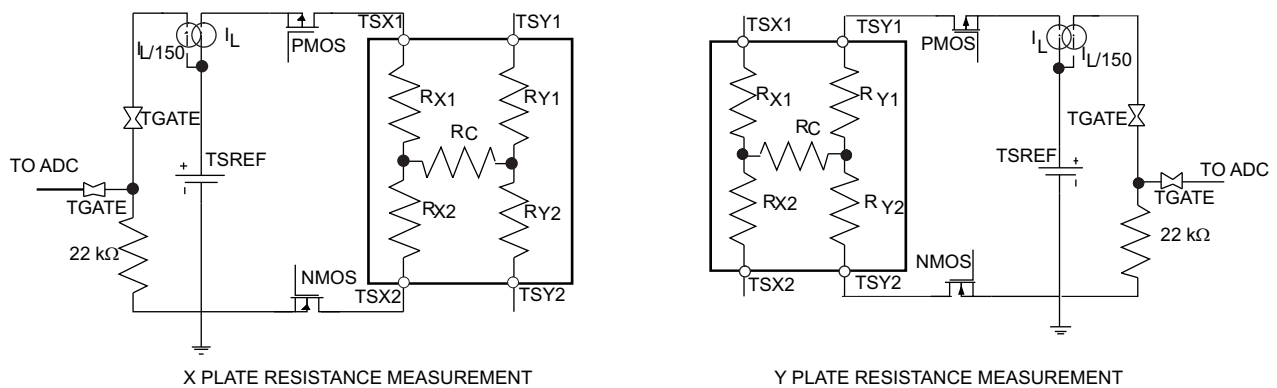 TSX1
TSY1
IL/150
IL
PMOS
RX1
RY1
TGATE
RC
TO ADC
TSREF
+
-
TGATE
RX2
RY2
22 kΩ
NMOS
TSX2
TSY2
X PLATE RESISTANCE MEASUREMENT
TSX1
TSY1
PMOS
IL
IL/150
RX1
RY1
TGATE
RC
TSREF
+
-
TO ADC
TGATE
RX2
RY2
22 kΩ
NMOS
TSX2
TSY2
Y PLATE RESISTANCE MEASUREMENT